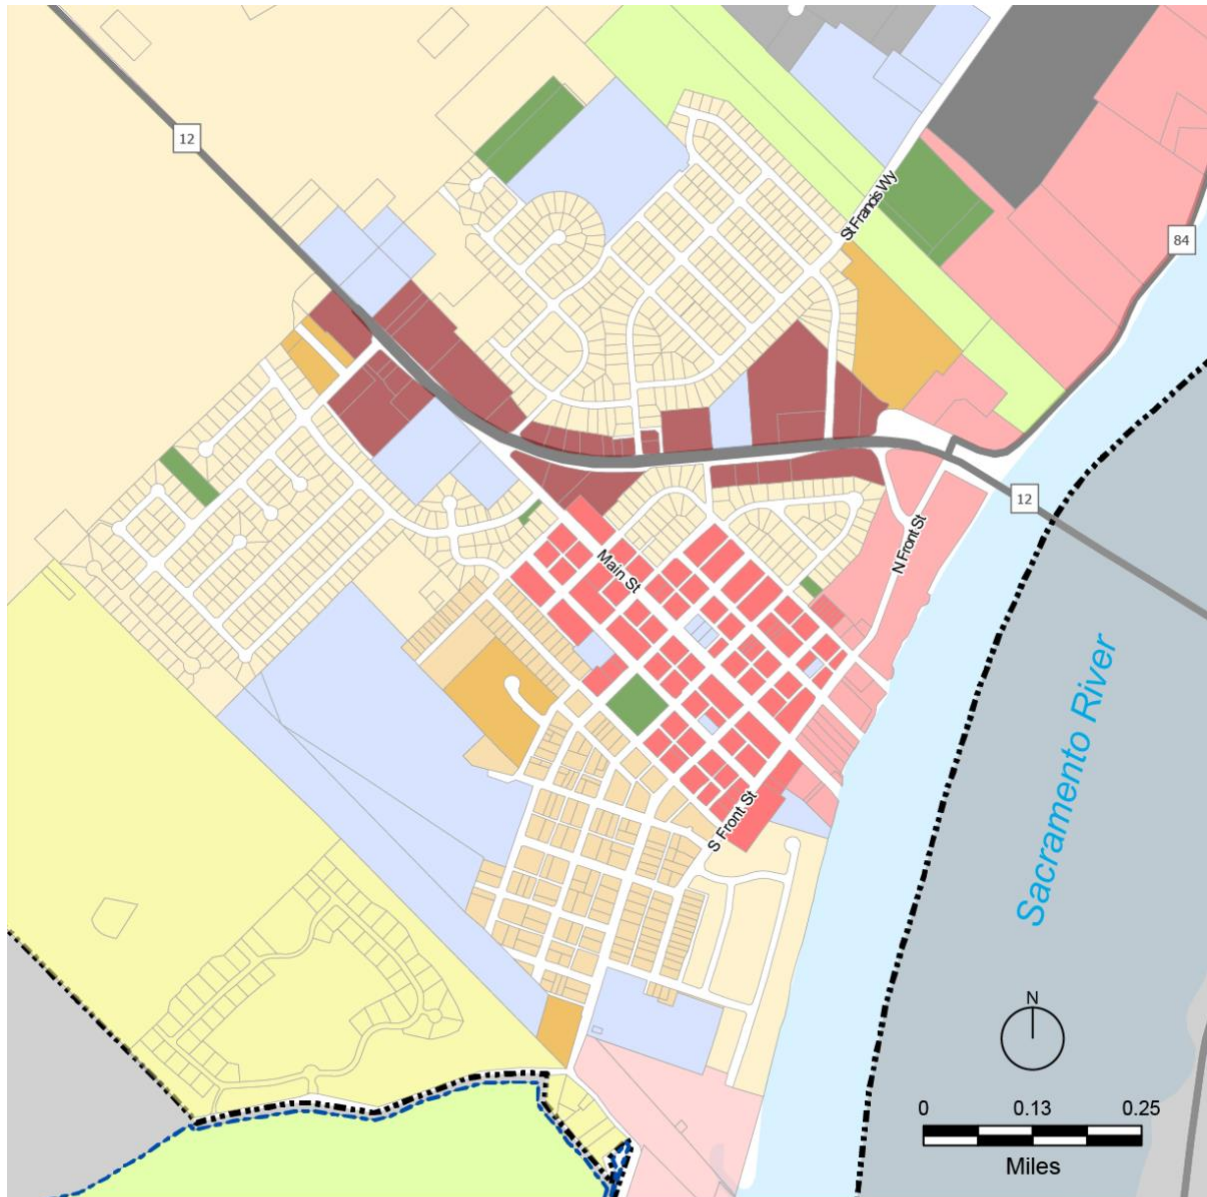 12
St Francis Wy
84
12
N Front St
Main St
Sacramento River
S Front St
N
0 0.13 0.25
Miles